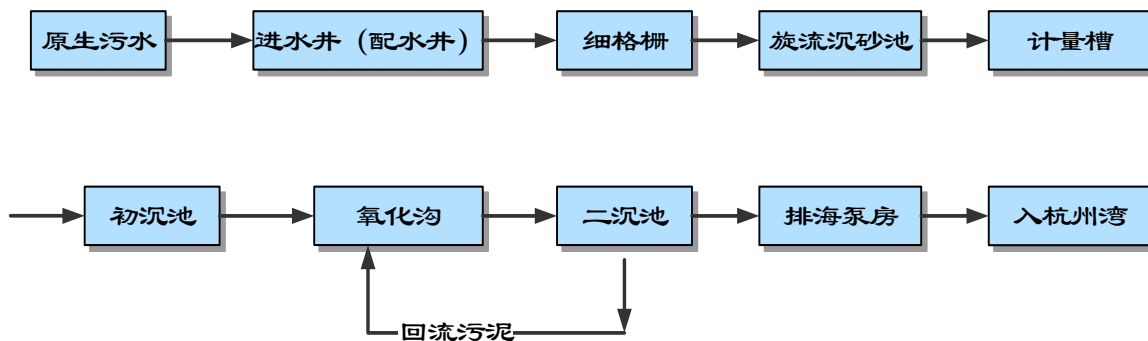 原生污水
进水井（配水井）
细格栅
旋流沉砂池
计量槽
初沉池
氧化沟
二沉池
排海泵房
入杭州湾
回流污泥